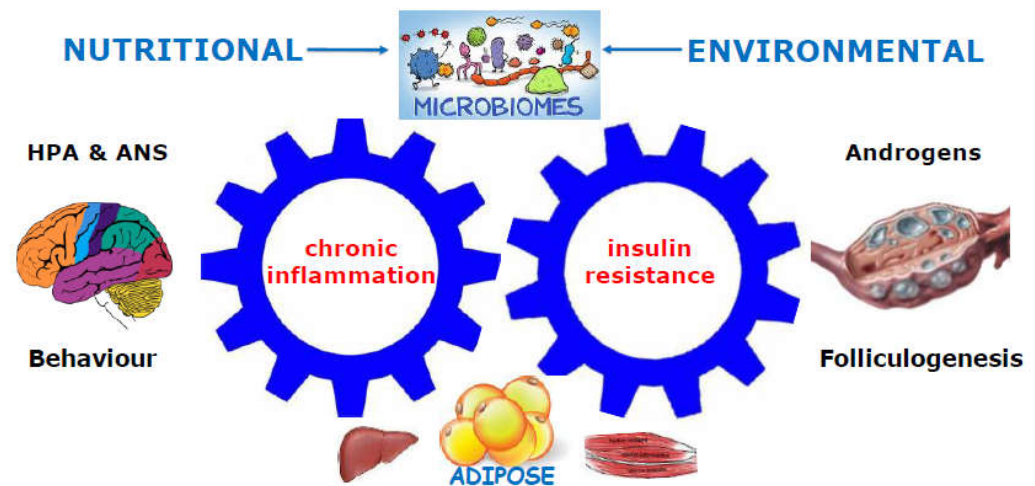 NUTRITIONAL
ENVIRONMENTAL
MICROBIOMES
HPA & ANS
Androgens
chronic
inflammation
insulin
resistance
Behaviour
Folliculogenesis
ADIPOSE